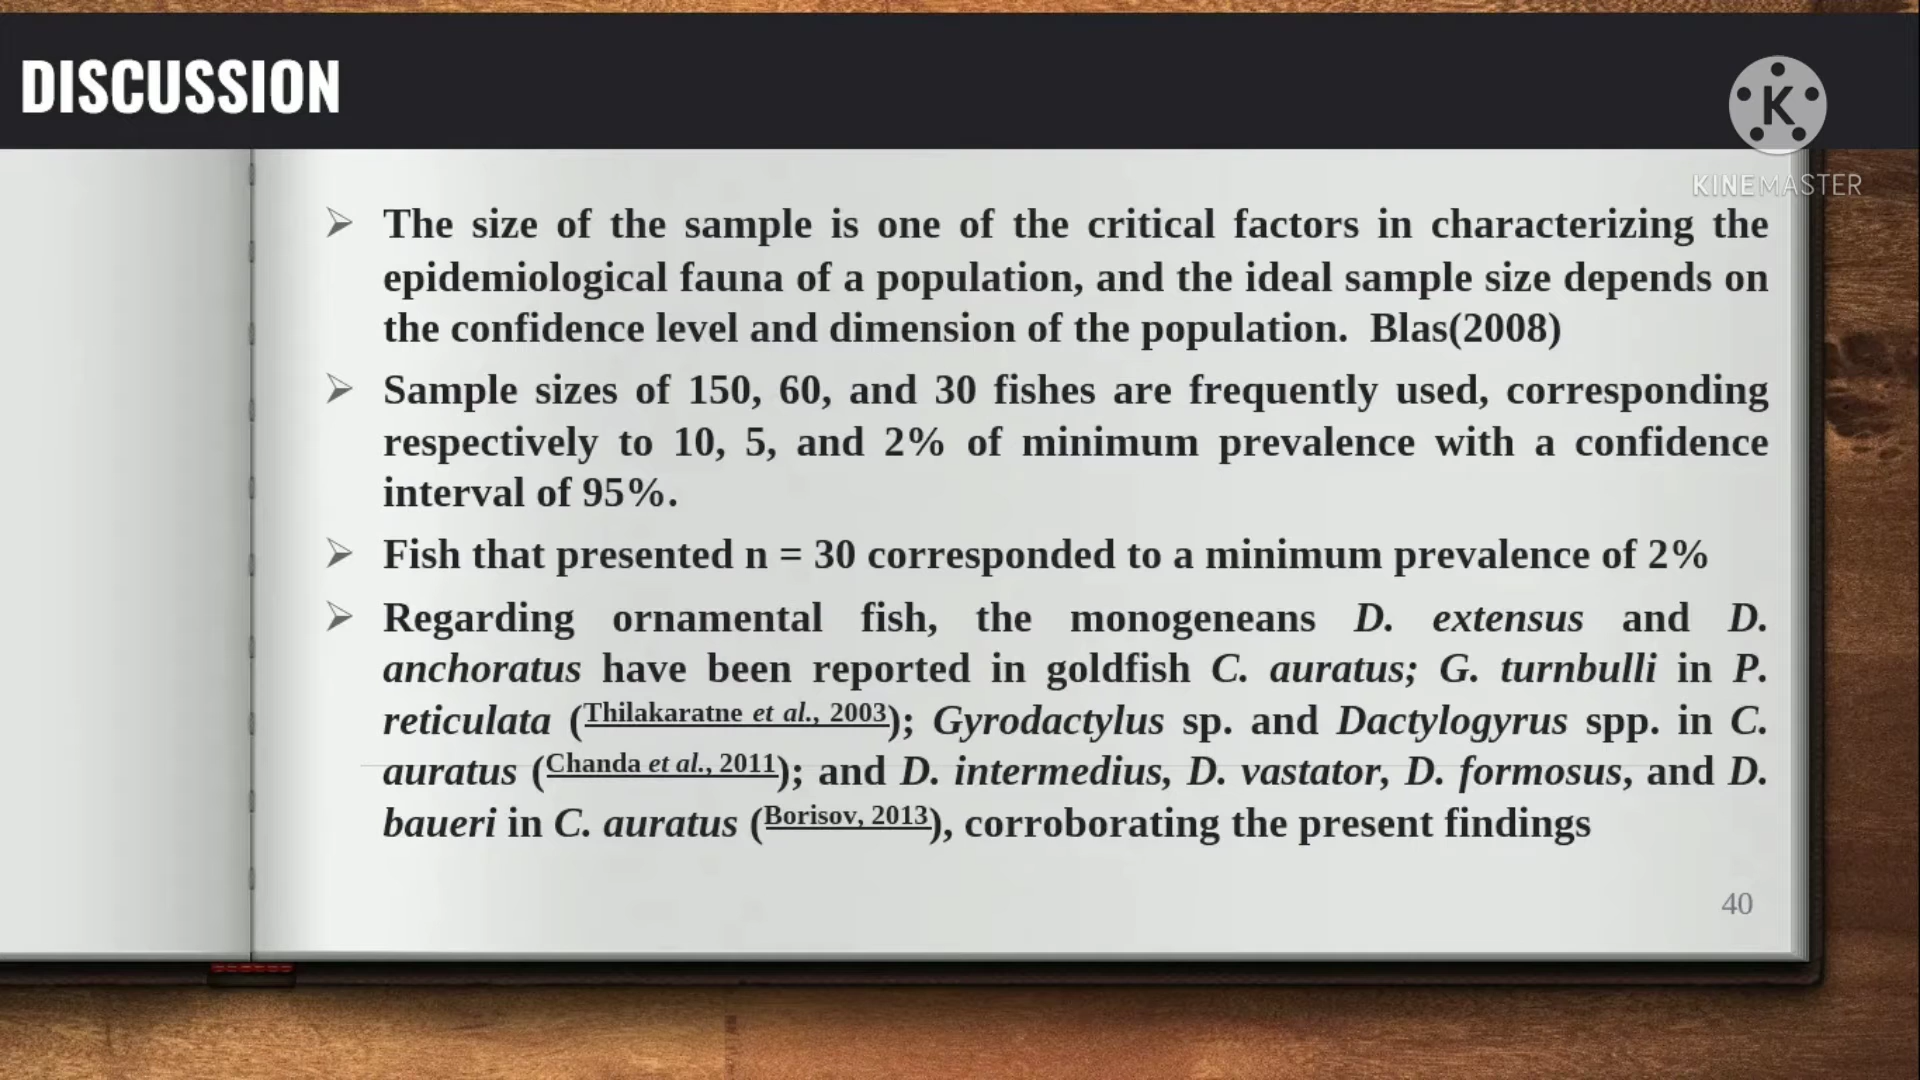 DISCUSSION
K
KINEMASTER
The size of the sample is one of the critical factors in characterizing the
epidemiological fauna of a population, and the ideal sample size depends on
the confidence level and dimension of the population. Blas(2008)
Sample sizes of 150, 60, and 30 fishes are frequently used, corresponding
respectively to 10, 5, and 2% of minimum prevalence with a confidence
interval of 95%.
Fish that presented n = 30 corresponded to a minimum prevalence of 2%
Regarding ornamental fish, the monogeneans D. extensus and D.
anchoratus have been reported in goldfish C. auratus; G. turnbulli in P.
reticulata (Thilakaratne et al., 2003); Gyrodactylus sp. and Dactylogyrus spp. in C.
auratus (Chanda et al., 2011); and D. intermedius, D. vastator, D. formosus, and D.
baueri in C. auratus (Borisov, 2013), corroborating the present findings
40